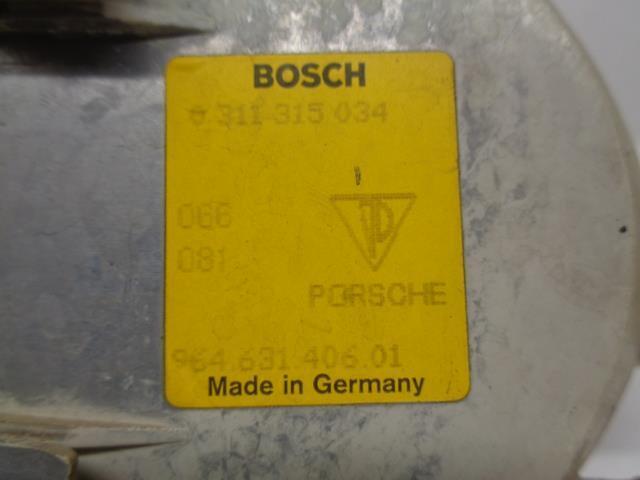 BOSCH
0 311 315 034
066
081
PORSCHE
964.631.406.01
Made in Germany